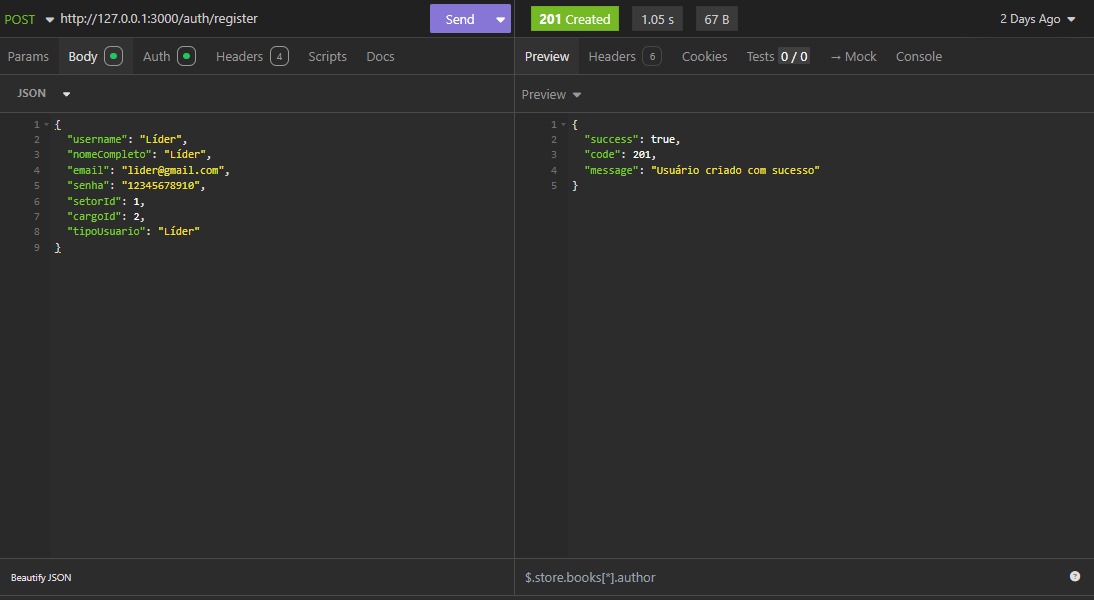 POST http://127.0.0.1:3000/auth/register Send 201 Created 1.05 s 67 B 2 Days Ago
Params Body Auth Headers 4 Scripts Docs Preview Headers 6 Cookies Tests 0 / 0 → Mock Console
JSON
Preview
1 {
2 "username": "Líder",
3 "nomeCompleto": "Líder",
4 "email": "lider@gmail.com",
5 "senha": "12345678910",
6 "setorId": 1,
7 "cargoId": 2,
8 "tipoUsuario": "Líder"
9 }
1 {
2 "success": true,
3 "code": 201,
4 "message": "Usuário criado com sucesso"
5 }
Beautify JSON
$.store.books[*].author
?